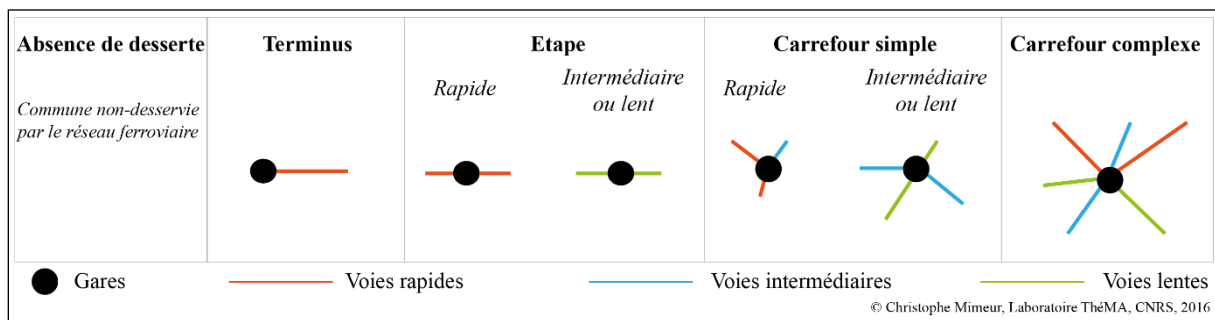 Absence de desserte
Terminus
Etape
Carrefour simple
Carrefour complexe
Commune non-desservie
par le réseau ferroviaire
Rapide
Intermédiaire
ou lent
Rapide
Intermédiaire
ou lent
Gares
Voies rapides
Voies intermédiaires
Voies lentes
© Christophe Mimeur, Laboratoire ThéMA, CNRS, 2016